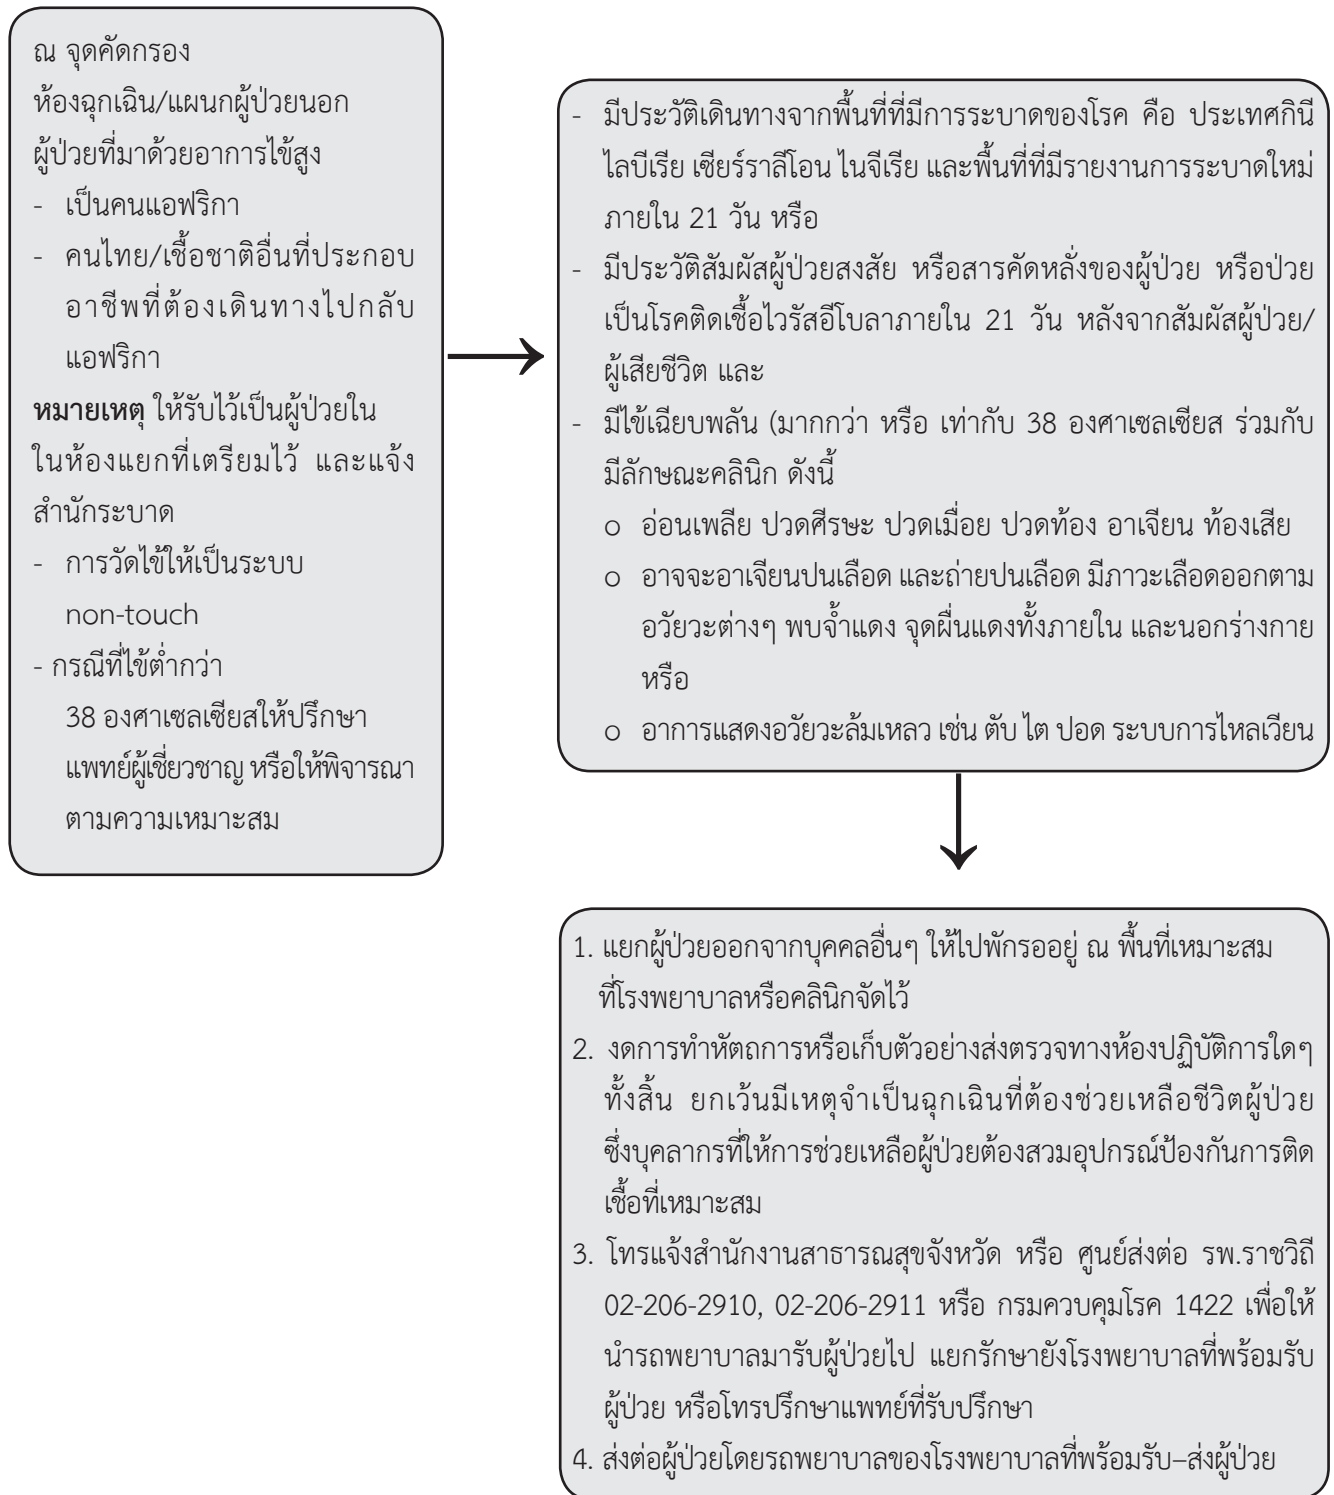 ณ จุดคัดกรอง
ห้องฉุกเฉิน/แผนกผู้ป่วยนอก
ผู้ป่วยที่มาด้วยอาการไข้สูง
- เป็นคนแอฟริกา
- คนไทย/เชื้อชาติอื่นที่ประกอบ
อาชีพที่ต้องเดินทางไปกลับ
แอฟริกา
หมายเหตุ ให้รับไว้เป็นผู้ป่วยใน
ในห้องแยกที่เตรียมไว้ และแจ้ง
สำนักระบาด
- การวัดไข้ให้เป็นระบบ
non-touch
- กรณีที่ไข้ต่ำกว่า
38 องศาเซลเซียสให้ปรึกษา
แพทย์ผู้เชี่ยวชาญ หรือให้พิจารณา
ตามความเหมาะสม
- มีประวัติเดินทางจากพื้นที่ที่มีการระบาดของโรค คือ ประเทศกินี
ไลบีเรีย เซียร์ราลีโอน ไนจีเรีย และพื้นที่ที่มีรายงานการระบาดใหม่
ภายใน 21 วัน หรือ
- มีประวัติสัมผัสผู้ป่วยสงสัย หรือสารคัดหลั่งของผู้ป่วย หรือป่วย
เป็นโรคติดเชื้อไวรัสอีโบลาภายใน 21 วัน หลังจากสัมผัสผู้ป่วย/
ผู้เสียชีวิต และ
- มีไข้เฉียบพลัน (มากกว่า หรือ เท่ากับ 38 องศาเซลเซียส ร่วมกับ
มีลักษณะคลินิก ดังนี้
o อ่อนเพลีย ปวดศีรษะ ปวดเมื่อย ปวดท้อง อาเจียน ท้องเสีย
o อาจจะอาเจียนปนเลือด และถ่ายปนเลือด มีภาวะเลือดออกตาม
อวัยวะต่างๆ พบจ้ำแดง จุดผื่นแดงทั้งภายใน และนอกร่างกาย
หรือ
o อาการแสดงอวัยวะล้มเหลว เช่น ตับ ไต ปอด ระบบการไหลเวียน
1. แยกผู้ป่วยออกจากบุคคลอื่นๆ ให้ไปพักรออยู่ ณ พื้นที่เหมาะสม
ที่โรงพยาบาลหรือคลินิกจัดไว้
2. งดการทำหัตถการหรือเก็บตัวอย่างส่งตรวจทางห้องปฏิบัติการใดๆ
ทั้งสิ้น ยกเว้นมีเหตุจำเป็นฉุกเฉินที่ต้องช่วยเหลือชีวิตผู้ป่วย
ซึ่งบุคลากรที่ให้การช่วยเหลือผู้ป่วยต้องสวมอุปกรณ์ป้องกันการติด
เชื้อที่เหมาะสม
3. โทรแจ้งสำนักงานสาธารณสุขจังหวัด หรือ ศูนย์ส่งต่อ รพ.ราชวิถี
02-206-2910, 02-206-2911 หรือ กรมควบคุมโรค 1422 เพื่อให้
นำรถพยาบาลมารับผู้ป่วยไป แยกรักษายังโรงพยาบาลที่พร้อมรับ
ผู้ป่วย หรือโทรปรึกษาแพทย์ที่รับปรึกษา
4. ส่งต่อผู้ป่วยโดยรถพยาบาลของโรงพยาบาลที่พร้อมรับ–ส่งผู้ป่วย